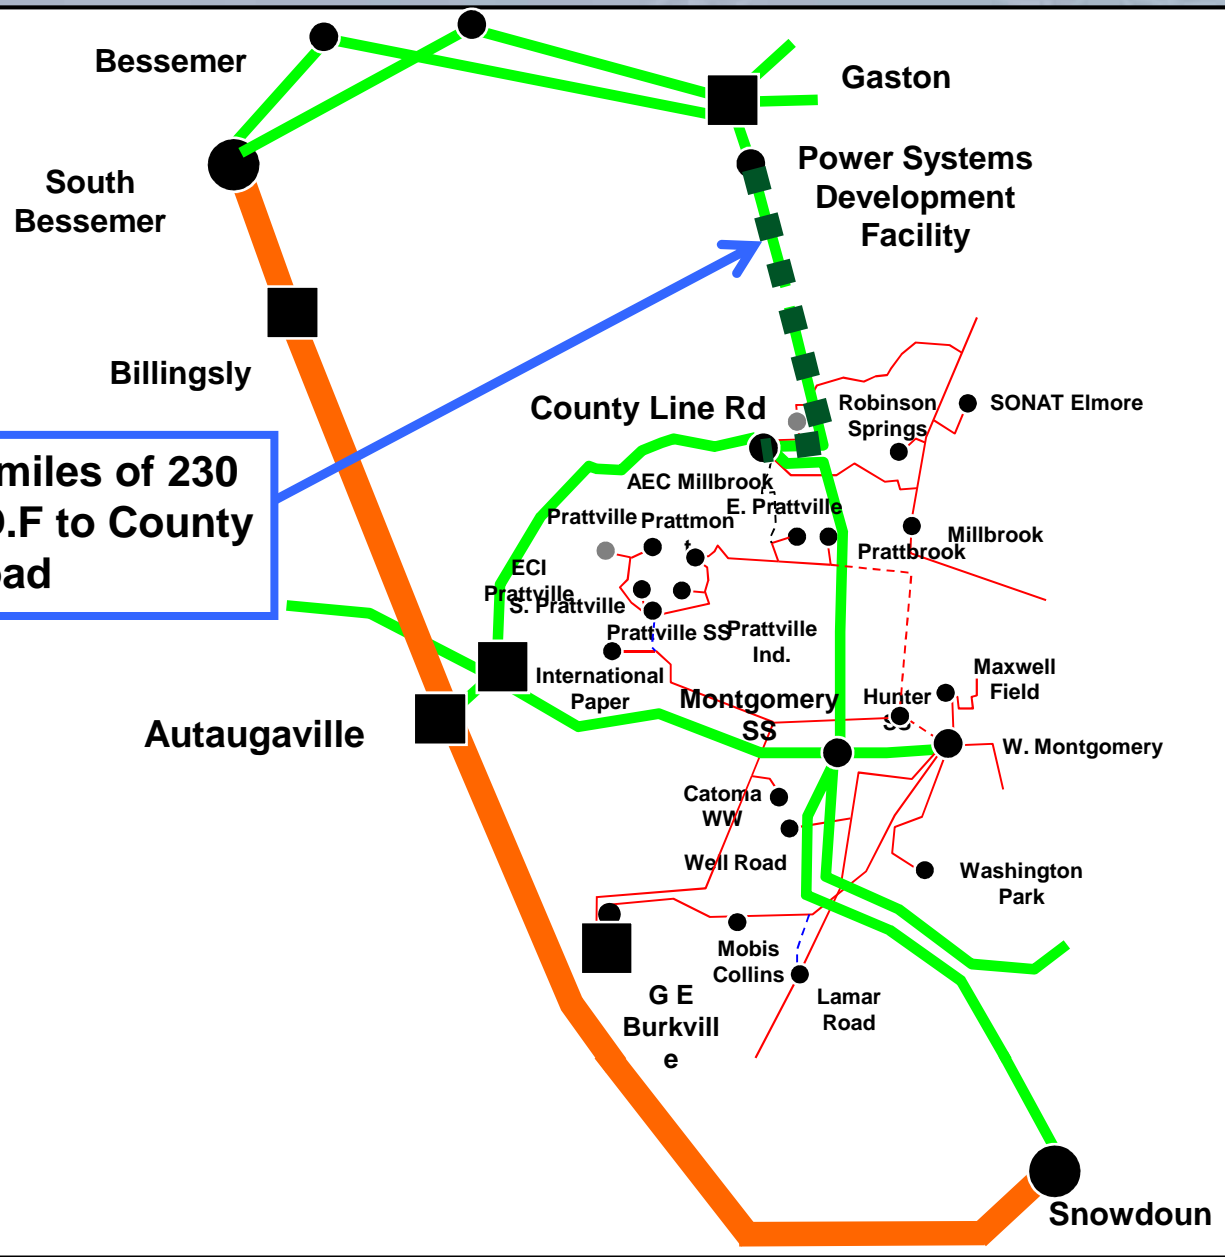 Bessemer
Gaston
Power Systems
Development
Facility
South
Bessemer
Billingsly
County Line Rd
Robinson
Springs
SONAT Elmore
miles of 230
.F to County
ad
AEC Millbrook
E. Prattville
Prattville
Prattmon
Millbrook
Prattbrook
ECI
Prattville
S. Prattville
Prattville SS
Prattville
Ind.
International
Paper
Maxwell
Field
Montgomery
SS
Hunter
SS
Autaugaville
W. Montgomery
Catoma
WW
Well Road
Washington
Park
Mobis
Collins
G E
Burkvill
e
Lamar
Road
Snowdoun